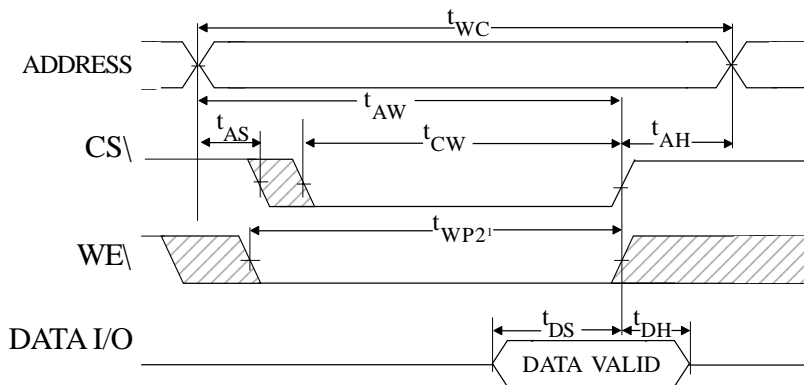 tWC
ADDRESS
tAW
tAS
tCW
tAH
CS\
tWP2¹
WE\
tDS
tDH
DATA I/O
DATA VALID